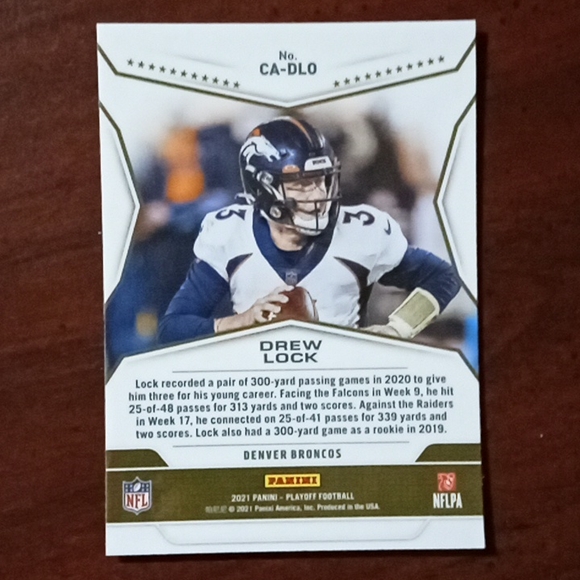 No.
CA-DLO
3
3
DREW
LOCK
Lock recorded a pair of 300-yard passing games in 2020 to give
him three for his young career. Facing the Falcons in Week 9, he hit
25-of-48 passes for 313 yards and two scores. Against the Raiders
in Week 17, he connected on 25-of-41 passes for 339 yards and
two scores. Lock also had a 300-yard game as a rookie in 2019.
DENVER BRONCOS
PANINI
NFL
NFLPA
2021 PANINI - PLAYOFF FOOTBALL
© 2021 Panini America, Inc. Produced in the USA.